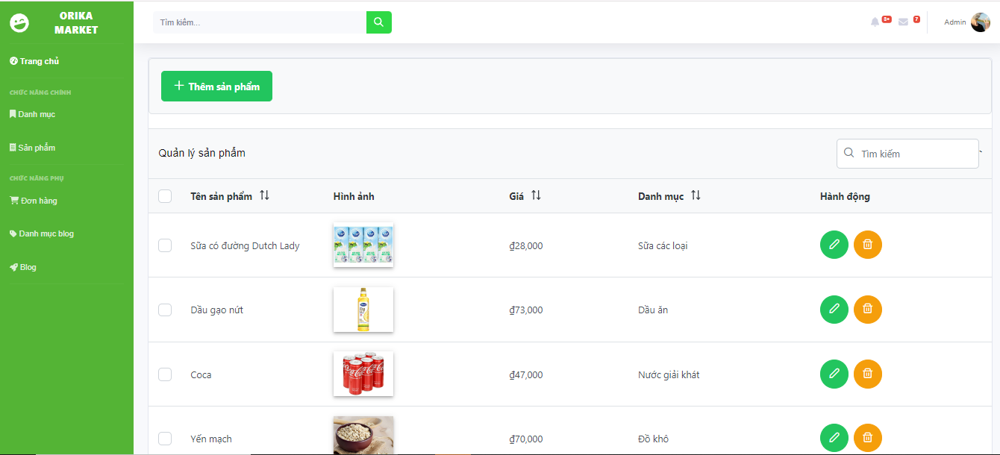 ORIKA
MARKET
Trang chủ
CHỨC NĂNG CHÍNH
Danh mục
Sản phẩm
CHỨC NĂNG PHỤ
Đơn hàng
Danh mục blog
Blog
Tìm kiếm...
3+
7
Admin
Thêm sản phẩm
Quản lý sản phẩm
Tìm kiếm
Tên sản phẩm Hình ảnh Giá Danh mục Hành động
Sữa có đường Dutch Lady ₫28,000 Sữa các loại
Dầu gạo nứt ₫73,000 Dầu ăn
Coca ₫47,000 Nước giải khát
Yến mạch ₫70,000 Đồ khô